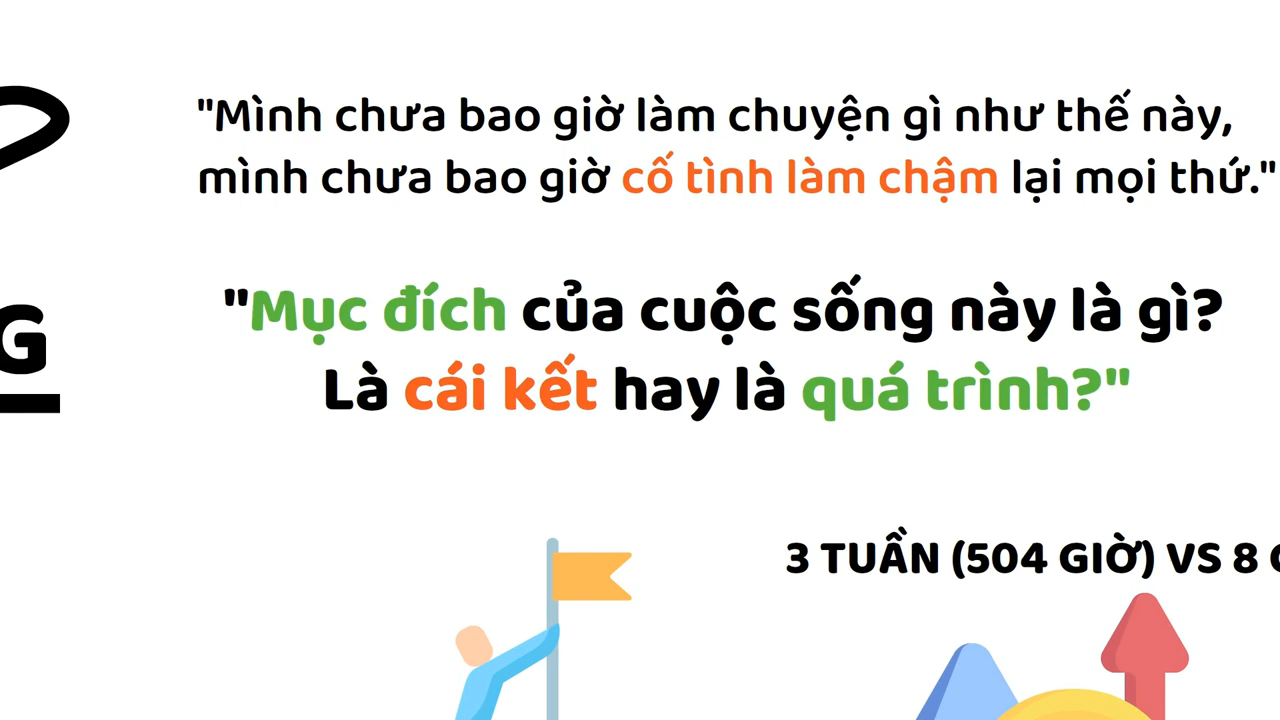 "Mình chưa bao giờ làm chuyện gì như thế này,
mình chưa bao giờ cố tình làm chậm lại mọi thứ."
G
"Mục đích của cuộc sống này là gì?
Là cái kết hay là quá trình?"
3 TUẦN (504 GIỜ) VS 8